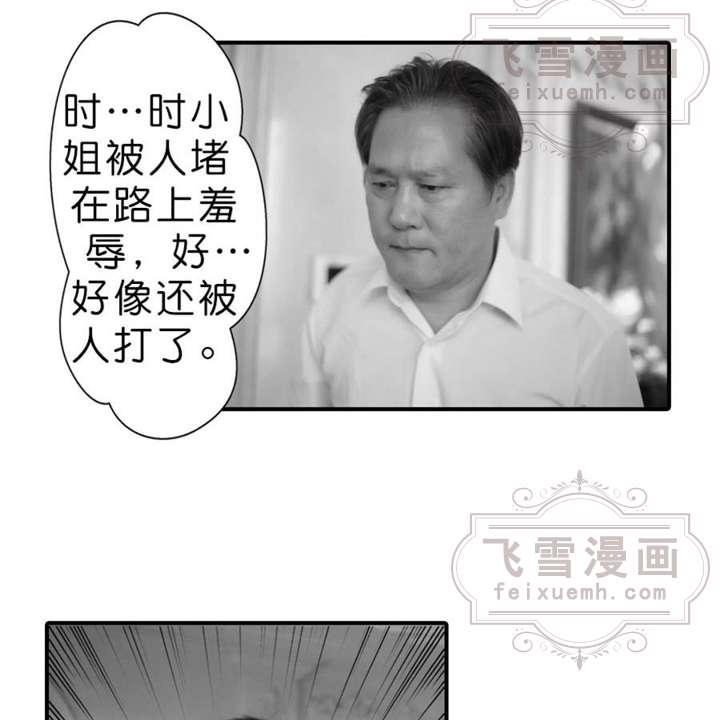 飞雪漫画
feixuemh.com
时…时小
姐被人堵
在路上羞
辱，好…
好像还被
人打了。
飞雪漫画
feixuemh.com